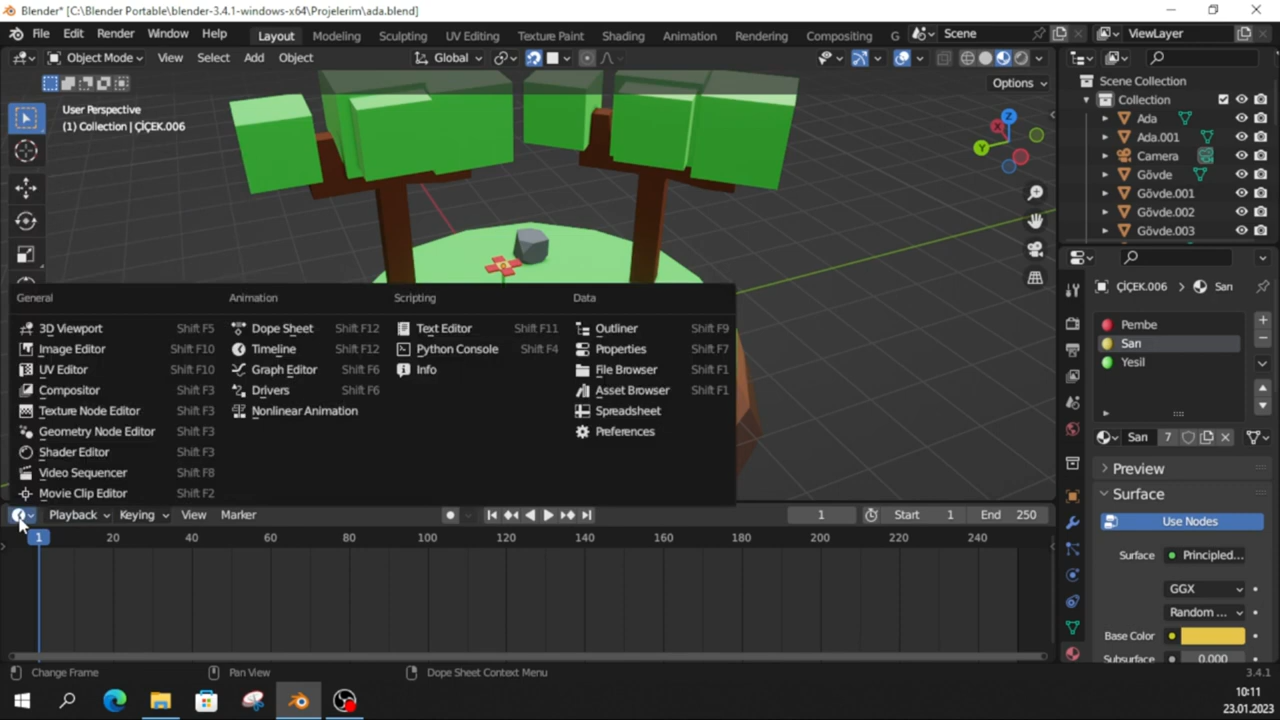 Blender* [C:\Blender Portable\blender-3.4.1-windows-x64\Projelerim\ada.blend]
File Edit Render Window Help Layout Modeling Sculpting UV Editing Texture Paint Shading Animation Rendering Compositing G Scene ViewLayer
Object Mode View Select Add Object Global
Options
User Perspective
(1) Collection | ÇİÇEK.006
X
Y
Z
Scene Collection
Collection
Ada
Ada.001
Camera
Gövde
Gövde.001
Gövde.002
Gövde.003
General Animation Scripting Data
3D Viewport Shift F5 Dope Sheet Shift F12 Text Editor Shift F11 Outliner Shift F9
Image Editor Shift F10 Timeline Shift F12 Python Console Shift F4 Properties Shift F7
UV Editor Shift F10 Graph Editor Shift F6 Info File Browser Shift F1
Compositor Shift F3 Drivers Shift F6 Asset Browser Shift F1
Texture Node Editor Shift F3 Nonlinear Animation Spreadsheet
Geometry Node Editor Shift F3 Preferences
Shader Editor Shift F3
Video Sequencer Shift F8
Movie Clip Editor Shift F2
ÇİÇEK.006 > Sarı
Pembe
Sarı
Yesil
Sarı 7
Preview
Surface
Use Nodes
Surface Principled...
GGX
Random ...
Base Color
Subsurface 0.000
Playback Keying View Marker 1 Start 1 End 250
1 20 40 60 80 100 120 140 160 180 200 220 240
Change Frame Pan View Dope Sheet Context Menu 3.4.1
10:11
23.01.2023